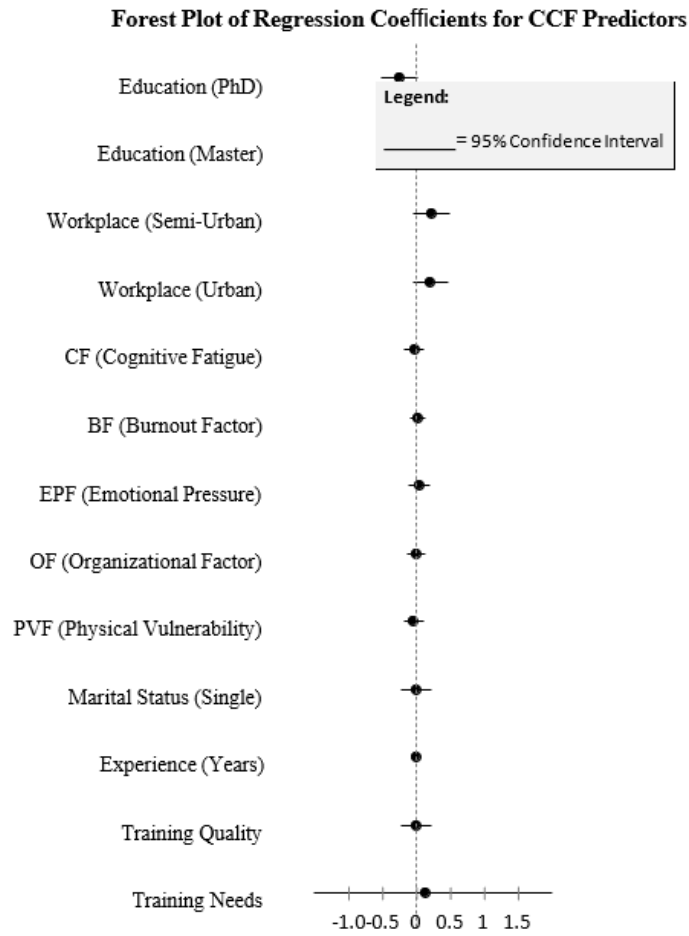 Forest Plot of Regression Coefficients for CCF Predictors
Education (PhD)
Legend:
= 95% Confidence Interval
Education (Master)
Workplace (Semi-Urban)
Workplace (Urban)
CF (Cognitive Fatigue)
BF (Burnout Factor)
EPF (Emotional Pressure)
OF (Organizational Factor)
PVF (Physical Vulnerability)
Marital Status (Single)
Experience (Years)
Training Quality
Training Needs
-1.0-0.5 0 0.5 1 1.5